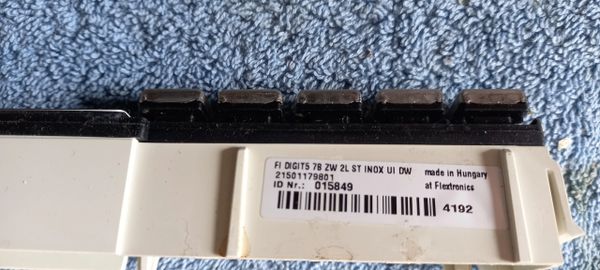 FI DIGIT5 78 ZW 2L ST INOX UI DW
21501179801
ID Nr.: 015849
made in Hungary
at Flextronics
4192